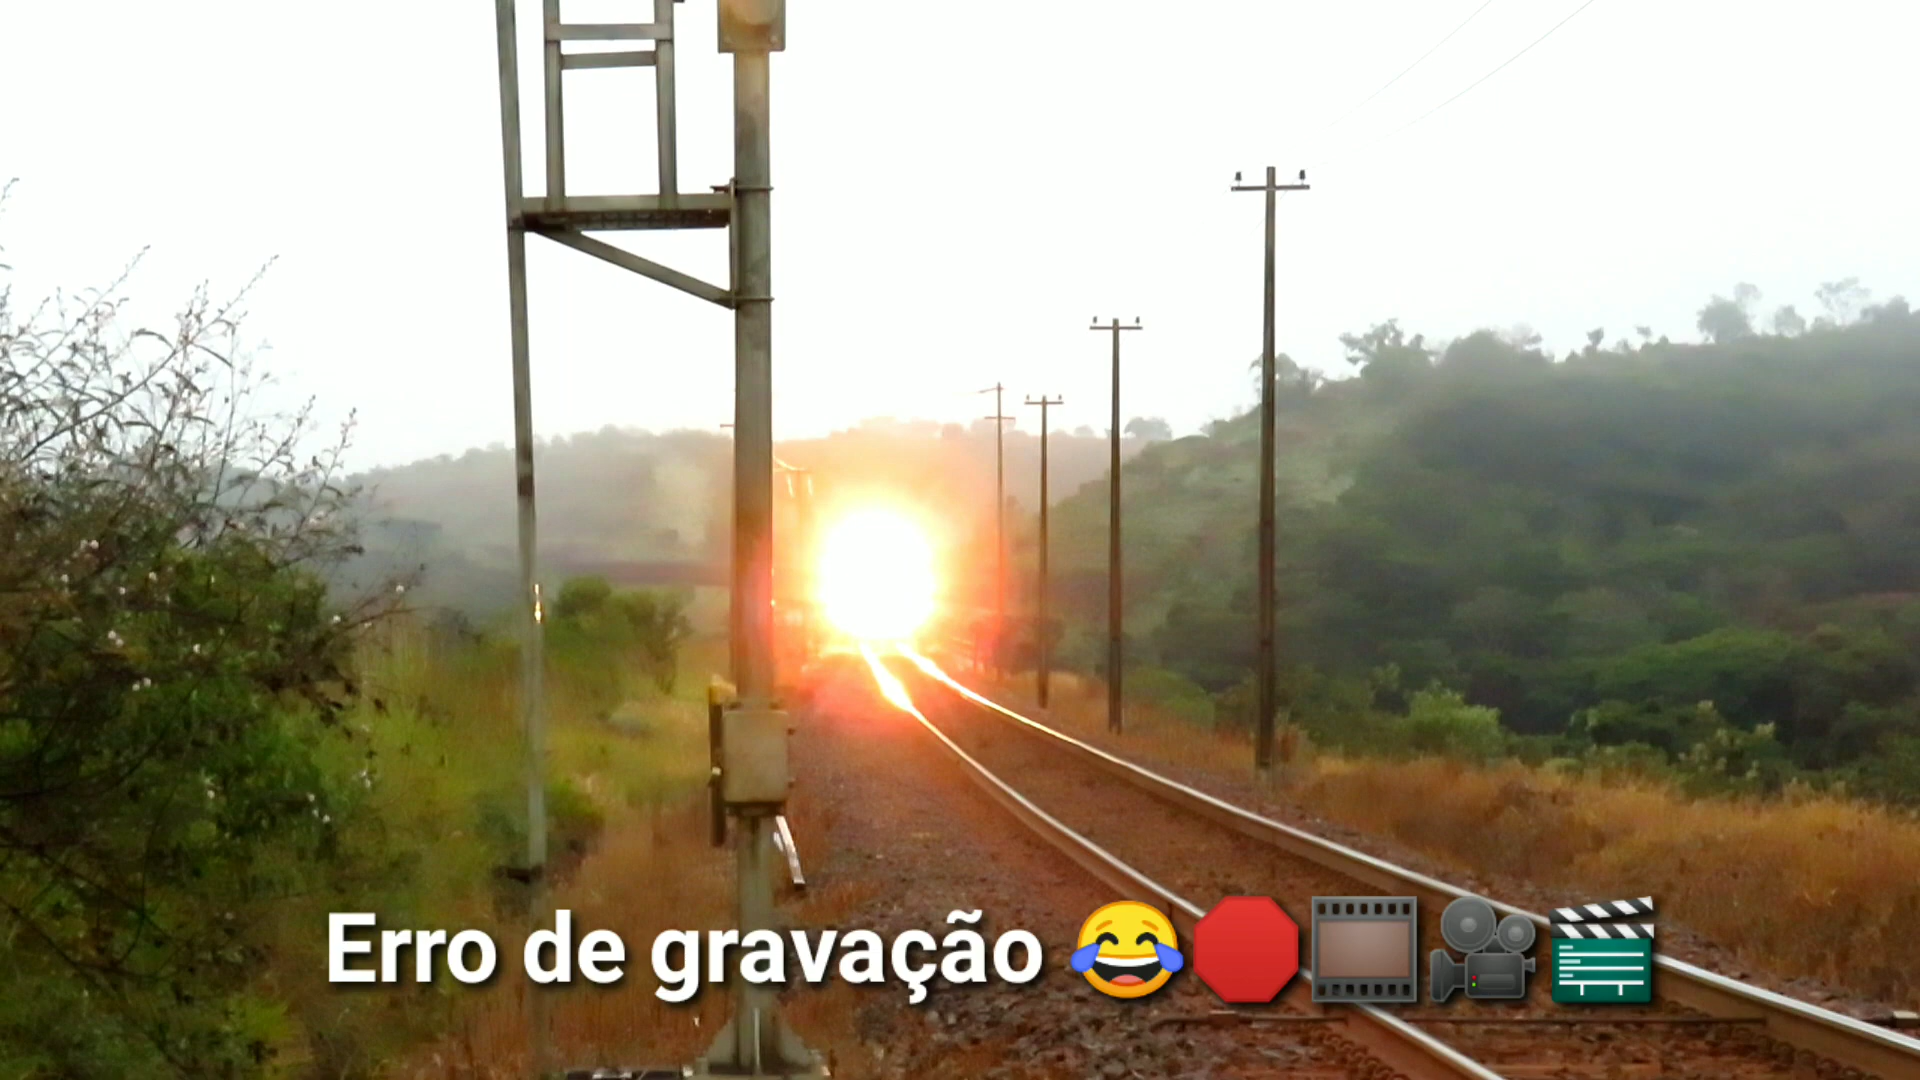 Erro de gravação 😂🛑🎞️🎥🎬